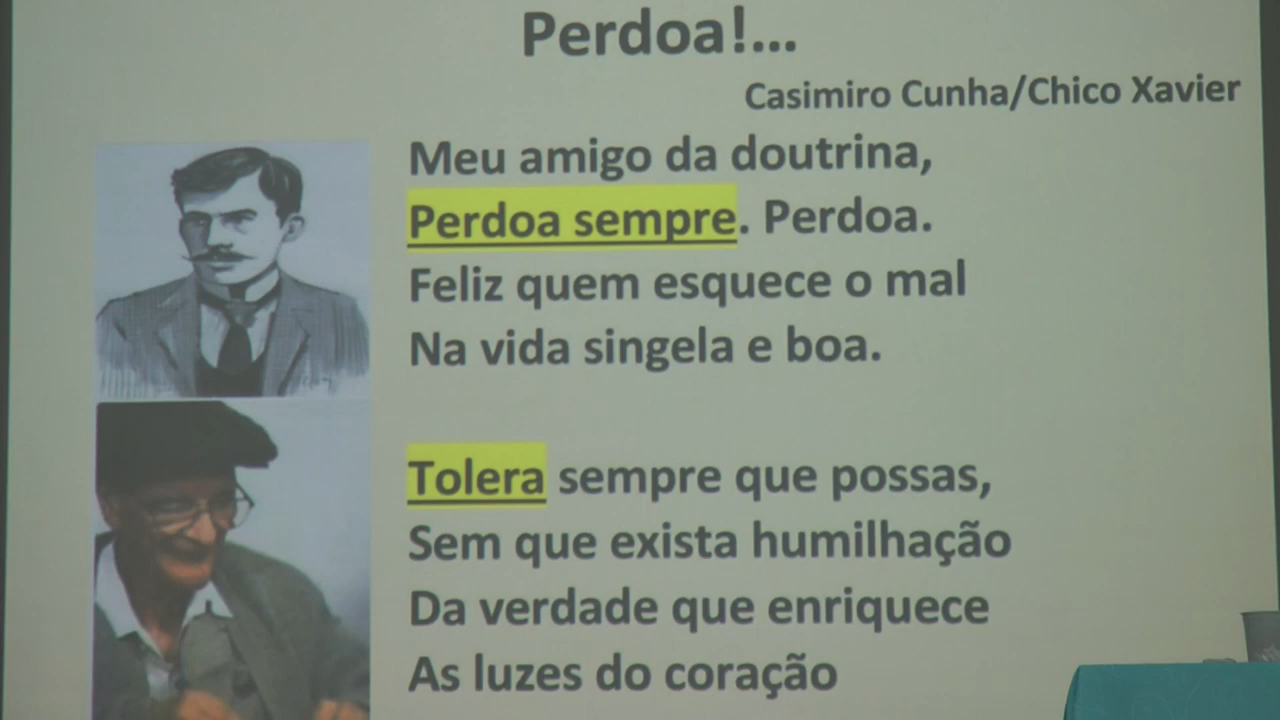 Perdoa!...
Casimiro Cunha/Chico Xavier
Meu amigo da doutrina,
Perdoa sempre. Perdoa.
Feliz quem esquece o mal
Na vida singela e boa.
Tolera sempre que possas,
Sem que exista humilhação
Da verdade que enriquece
As luzes do coração